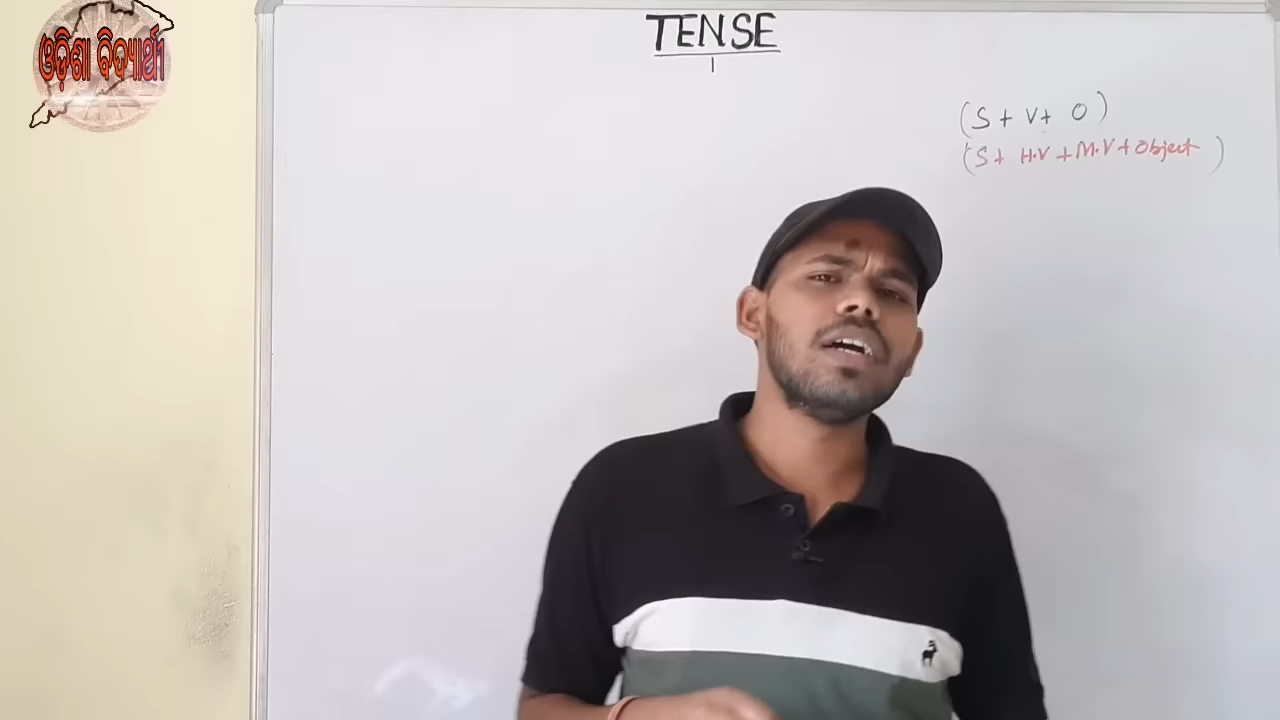 ଓଡ଼ିଶା ବିଦ୍ୟାର୍ଥୀ
TENSE
(S + V + O)
(S + H.V + M.V + Object)